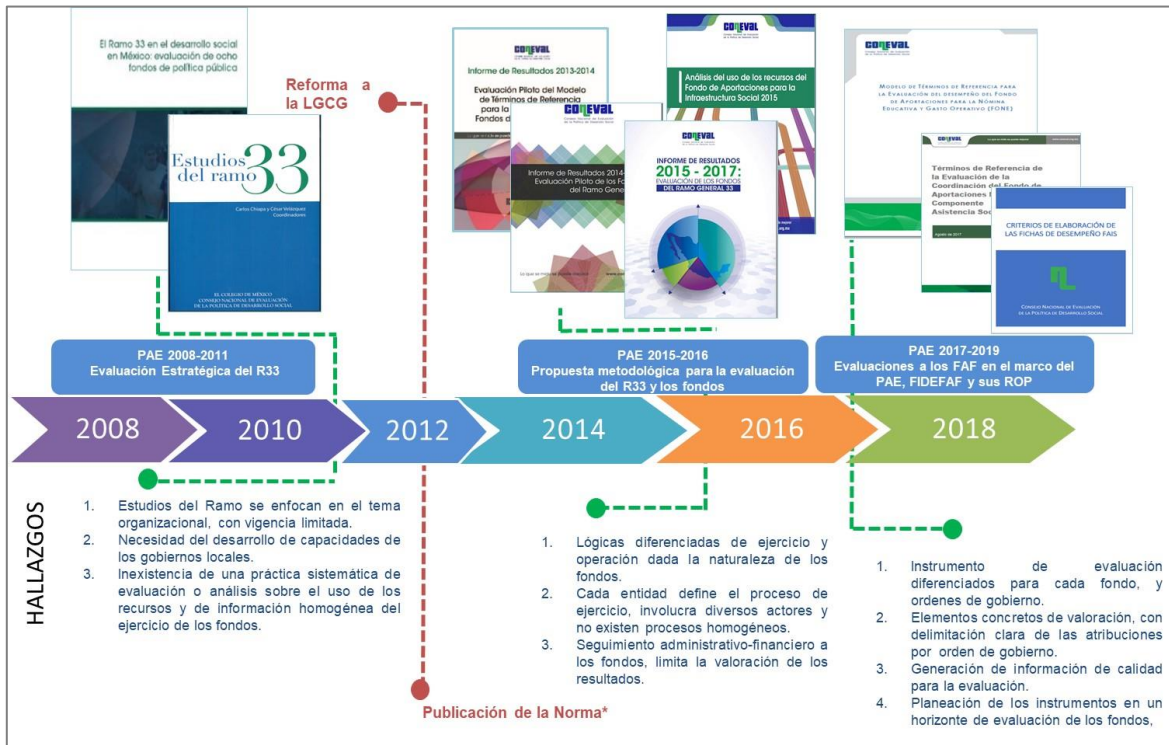 El Ramo 33 en el desarrollo social
en México: evaluación de ocho
fondos de política pública
Estudios
del ramo
33
Carlos Chiapa y César Velázquez
Coordinadores
EL COLEGIO DE MÉXICO
CONSEJO NACIONAL DE EVALUACIÓN
DE LA POLÍTICA DE DESARROLLO SOCIAL
Reforma a
la LGCG
CONEVAL
Informe de Resultados 2013-2014
Evaluación Piloto del Modelo
de Términos de Referencia
para la
Fondos d
CONEVAL
Informe de Resultados 2014-
Evaluación Piloto de los Fo
del Ramo Gener
CONEVAL
Análisis del uso de los recursos del
Fondo de Aportaciones para la
Infraestructura Social 2015
CONEVAL
INFORME DE RESULTADOS
2015 - 2017:
EVALUACIÓN DE LOS FONDOS
DEL RAMO GENERAL 33
CONEVAL
MODELO DE TÉRMINOS DE REFERENCIA PARA
LA EVALUACIÓN DEL DESEMPEÑO DEL FONDO
DE APORTACIONES PARA LA NÓMINA
EDUCATIVA Y GASTO OPERATIVO (FONE)
CONEVAL
Términos de Referencia de
la Evaluación de la
Coordinación del Fondo de
Aportaciones
Componente
Asistencia Soc
Agosto de 2017
CRITERIOS DE ELABORACIÓN DE
LAS FICHAS DE DESEMPEÑO FAIS
CONSEJO NACIONAL DE EVALUACIÓN
DE LA POLÍTICA DE DESARROLLO SOCIAL
PAE 2008-2011
Evaluación Estratégica del R33
PAE 2015-2016
Propuesta metodológica para la evaluación
del R33 y los fondos
PAE 2017-2019
Evaluaciones a los FAF en el marco del
PAE, FIDEFAF y sus ROP
2008
2010
2012
2014
2016
2018
HALLAZGOS
1. Estudios del Ramo se enfocan en el tema
organizacional, con vigencia limitada.
2. Necesidad del desarrollo de capacidades de
los gobiernos locales.
3. Inexistencia de una práctica sistemática de
evaluación o análisis sobre el uso de los
recursos y de información homogénea del
ejercicio de los fondos.
Publicación de la Norma*
1. Lógicas diferenciadas de ejercicio y
operación dada la naturaleza de los
fondos.
2. Cada entidad define el proceso de
ejercicio, involucra diversos actores y
no existen procesos homogéneos.
3. Seguimiento administrativo-financiero a
los fondos, limita la valoración de los
resultados.
1. Instrumento de evaluación
diferenciados para cada fondo, y
ordenes de gobierno.
2. Elementos concretos de valoración, con
delimitación clara de las atribuciones
por orden de gobierno.
3. Generación de información de calidad
para la evaluación.
4. Planeación de los instrumentos en un
horizonte de evaluación de los fondos,